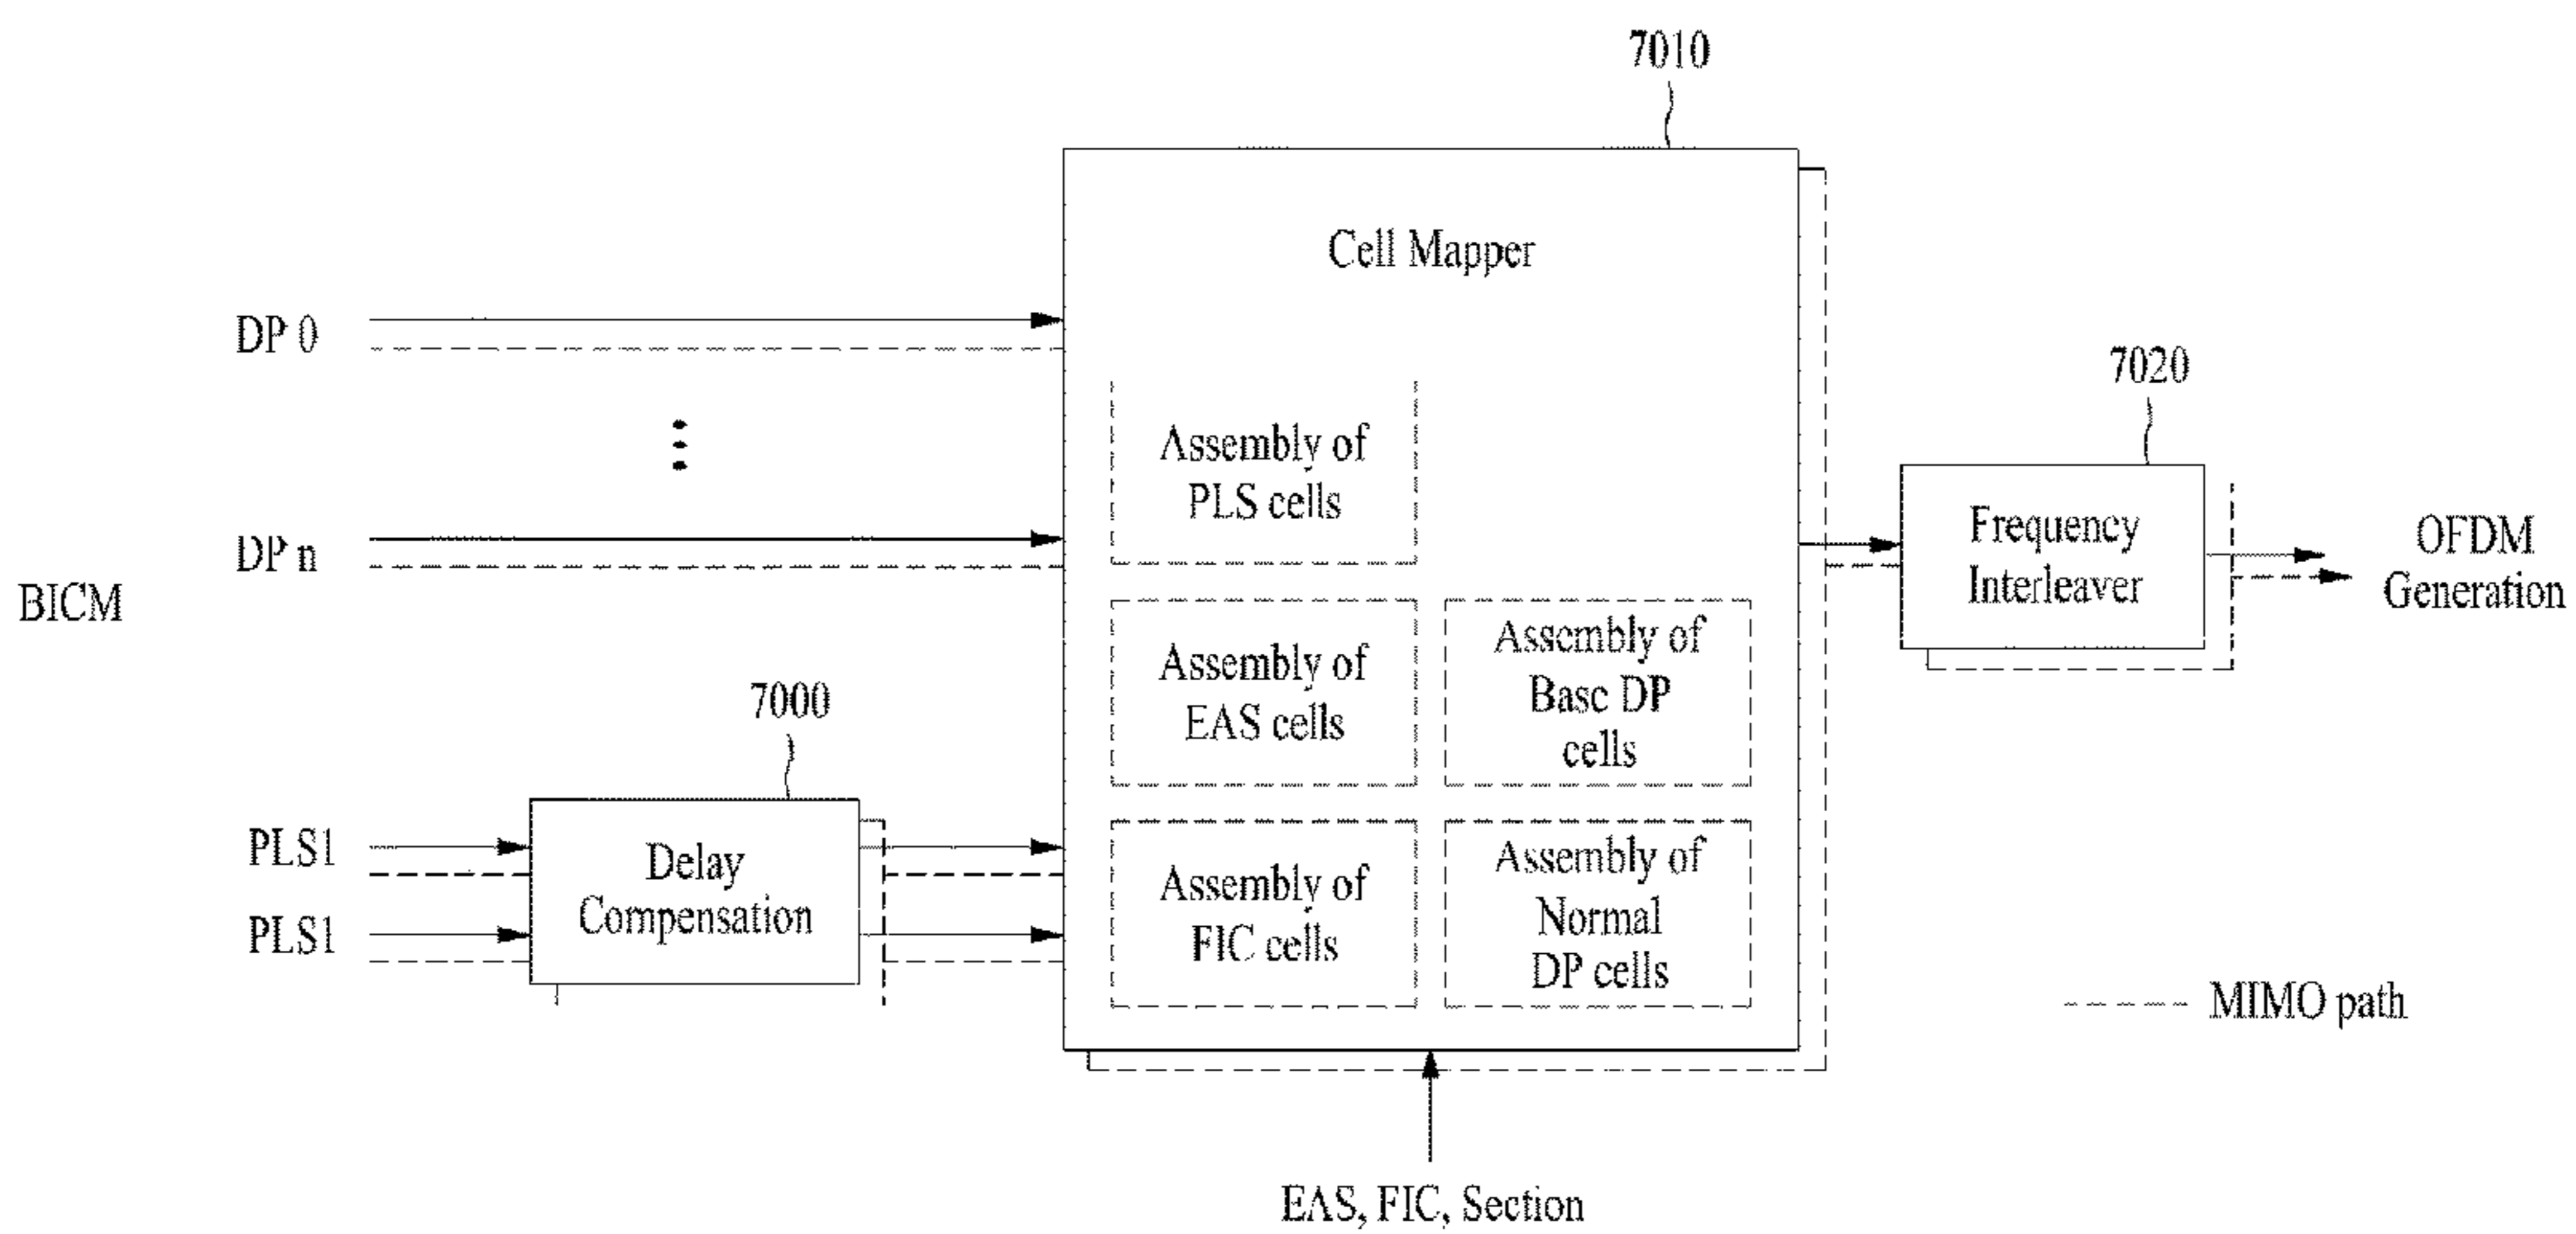 7010
Cell Mapper
DP 0
7020
Assembly of
PLS cells
DP n
Frequency
Interleaver
OFDM
Generation
BICM
Assembly of
EAS cells
Assembly of
Base DP
cells
7000
PLS1
Delay
Compensation
PLS1
Assembly of
FIC cells
Assembly of
Normal
DP cells
MIMO path
EAS, FIC, Section